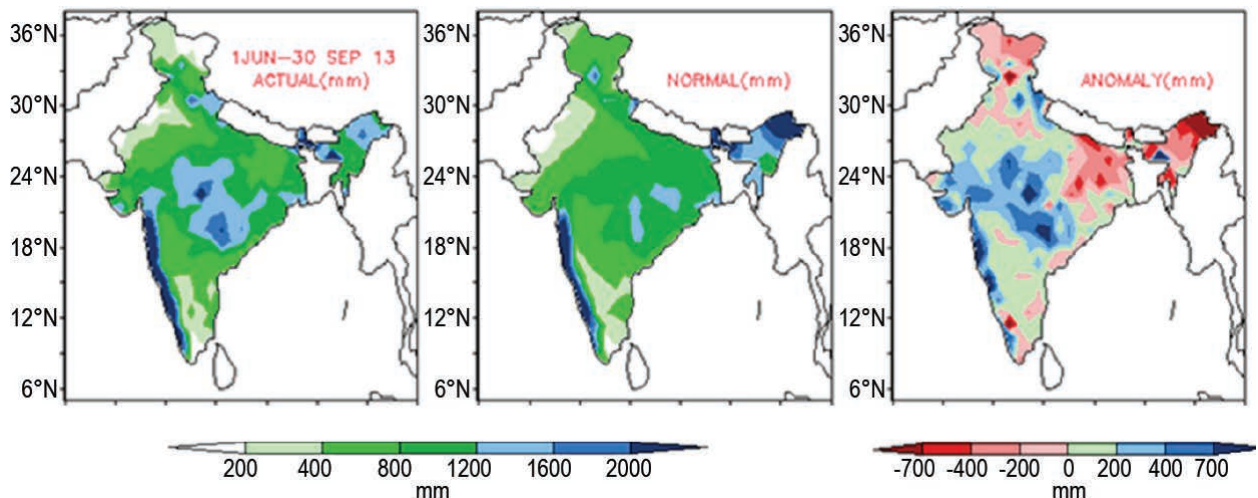 36°N
30°N
24°N
18°N
12°N
6°N
1JUN-30 SEP 13
ACTUAL(mm)
36°N
30°N
24°N
18°N
12°N
6°N
NORMAL(mm)
36°N
30°N
24°N
18°N
12°N
6°N
ANOMALY(mm)
200 400 800 1200 1600 2000
mm
-700 -400 -200 0 200 400 700
mm